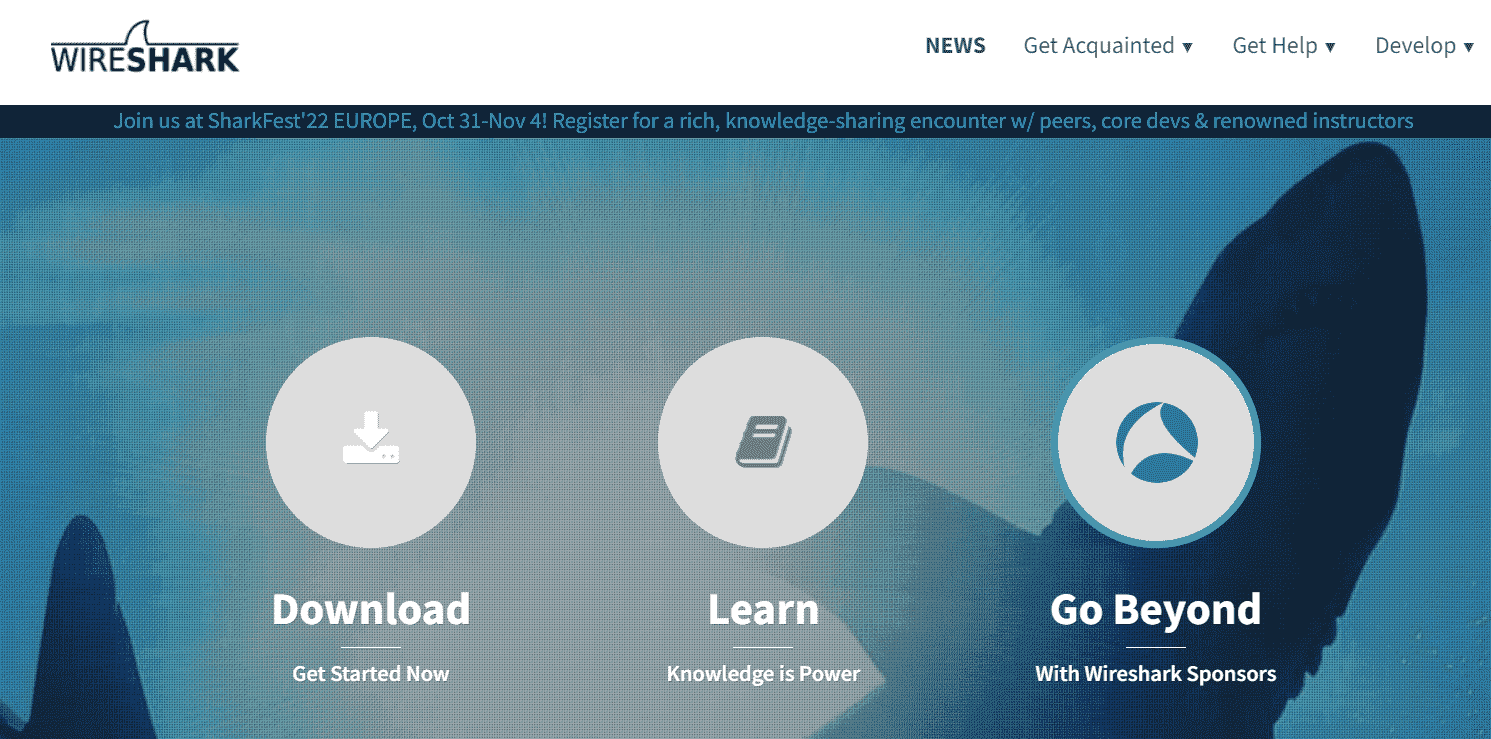 WIRESHARK
NEWS Get Acquainted ▼ Get Help ▼ Develop ▼
Join us at SharkFest'22 EUROPE, Oct 31-Nov 4! Register for a rich, knowledge-sharing encounter w/ peers, core devs & renowned instructors
Download Learn Go Beyond
Get Started Now Knowledge is Power With Wireshark Sponsors